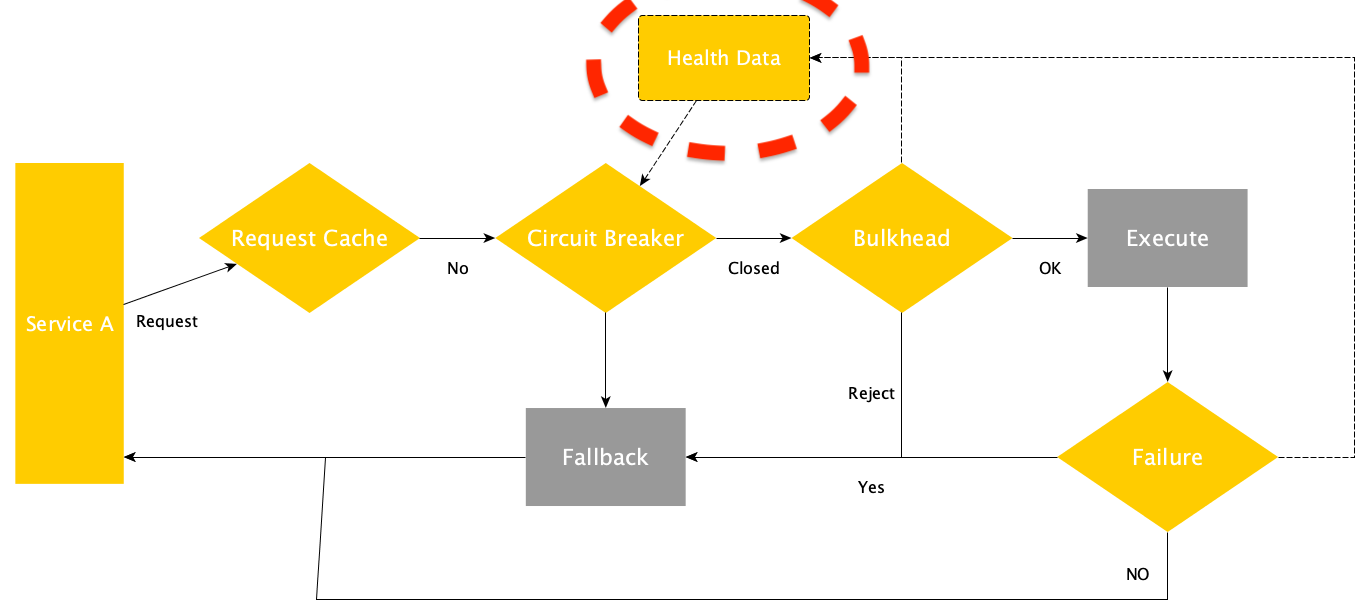 Health Data
Request Cache
Circuit Breaker
Bulkhead
Execute
No
Closed
OK
Service A
Request
Reject
Fallback
Failure
Yes
NO